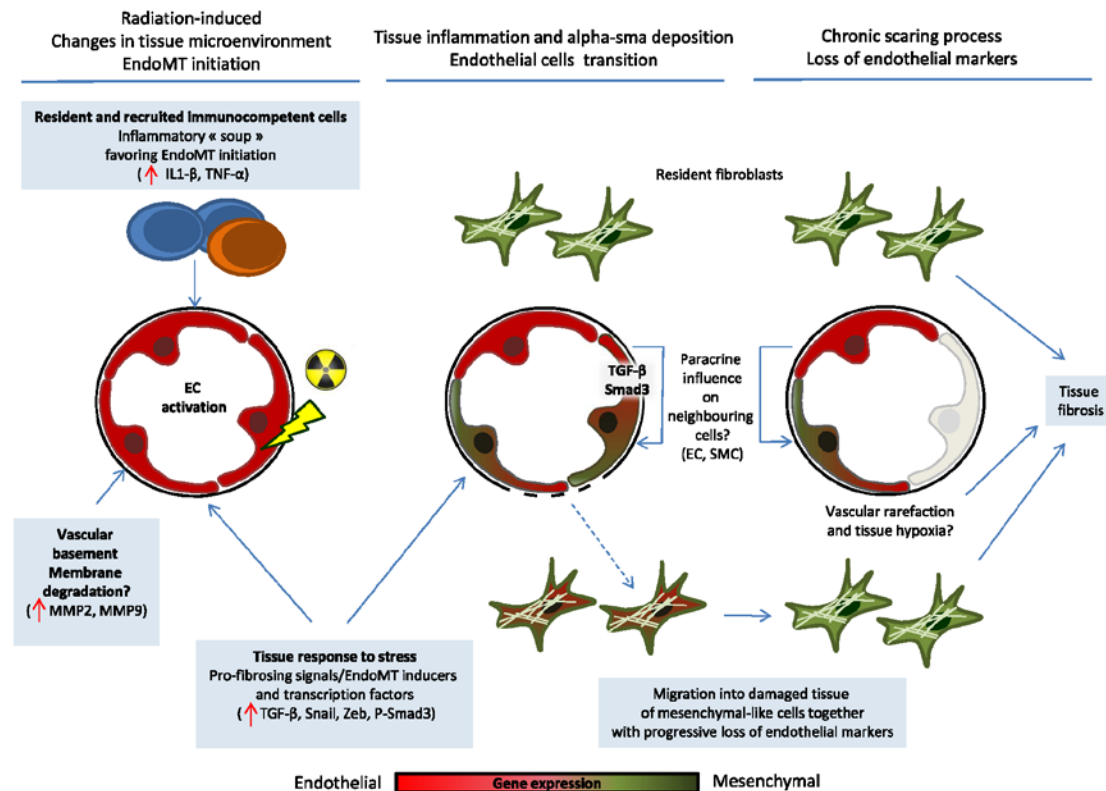 Radiation-induced
Changes in tissue microenvironment
EndoMT initiation
Tissue inflammation and alpha-sma deposition
Endothelial cells transition
Chronic scaring process
Loss of endothelial markers
Resident and recruited immunocompetent cells
Inflammatory « soup »
favoring EndoMT initiation
(↑ IL1-β, TNF-α)
Resident fibroblasts
EC
activation
TGF-β
Smad3
Paracrine
influence
on
neighbouring
cells?
(EC, SMC)
Tissue
fibrosis
Vascular rarefaction
and tissue hypoxia?
Vascular
basement
Membrane
degradation?
(↑ MMP2, MMP9)
Tissue response to stress
Pro-fibrosing signals/EndoMT inducers
and transcription factors
(↑ TGF-β, Snail, Zeb, P-Smad3)
Migration into damaged tissue
of mesenchymal-like cells together
with progressive loss of endothelial markers
Endothelial Gene expression Mesenchymal